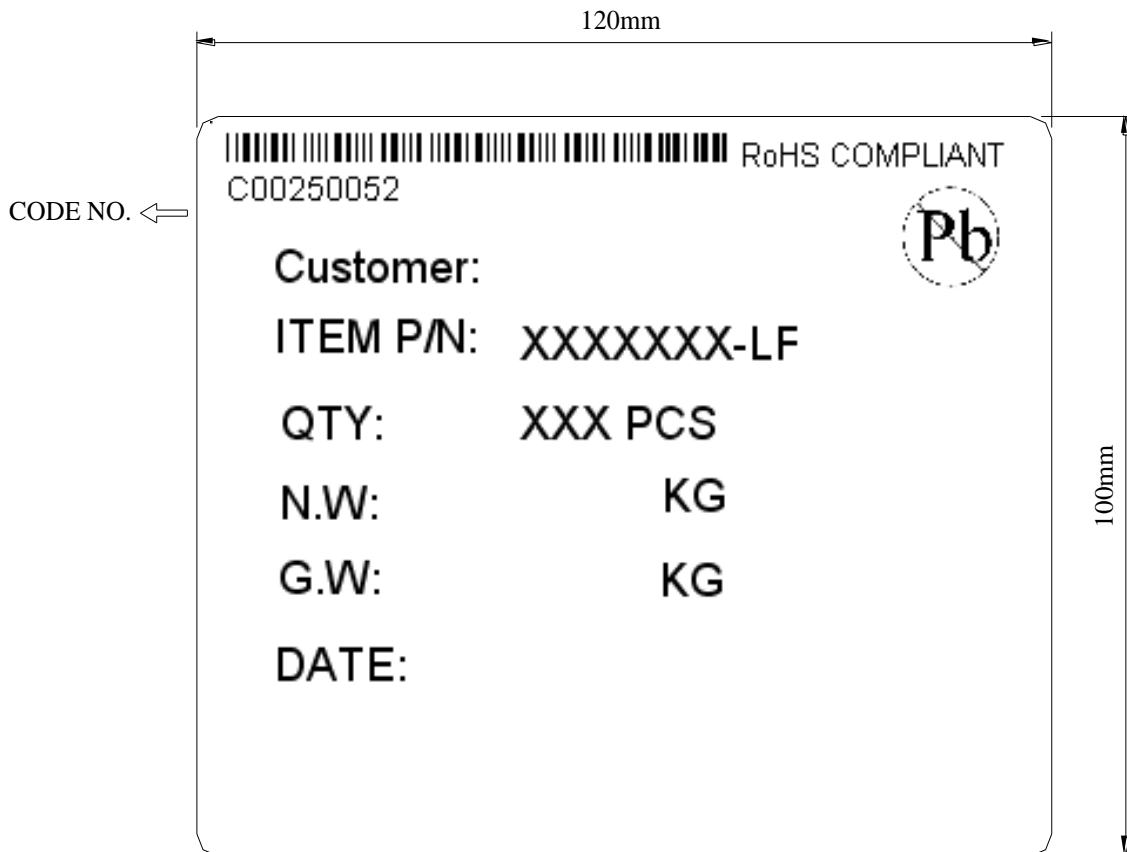 120mm
RoHS COMPLIANT
C00250052
CODE NO.
Pb
Customer:
ITEM P/N: XXXXXXX-LF
QTY: XXX PCS
N.W: KG
G.W: KG
DATE:
100mm